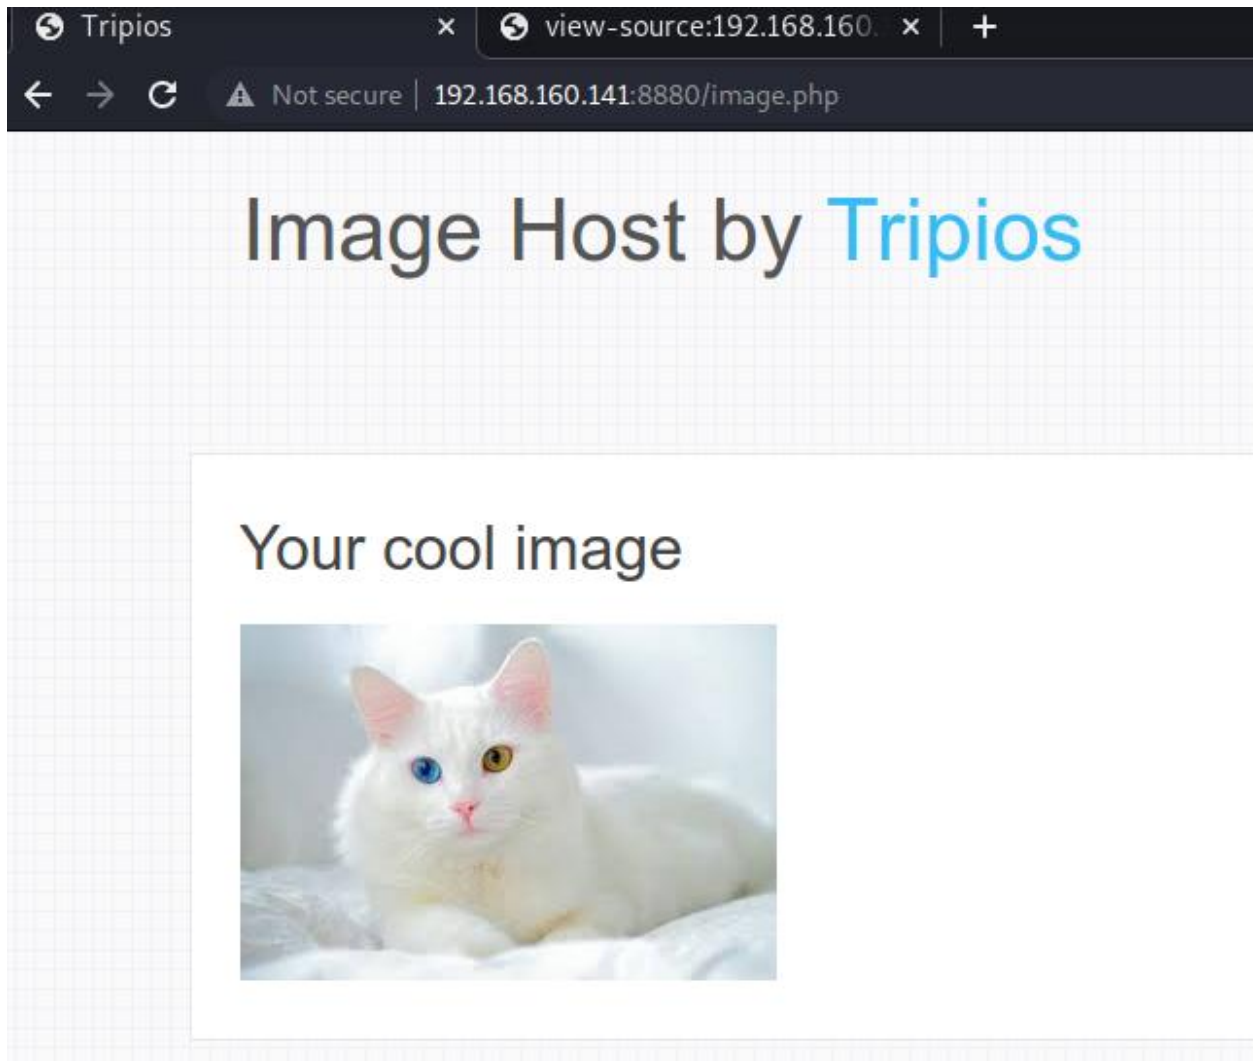 Tripios
view-source:192.168.160.
Not secure 192.168.160.141:8880/image.php
Image Host by Tripios
Your cool image